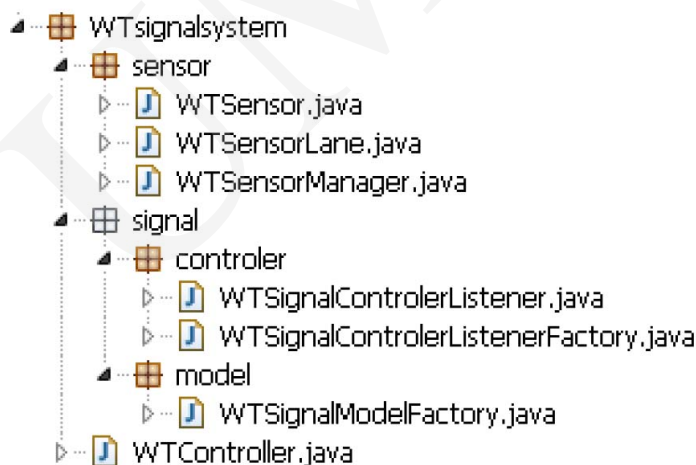 WTsignalsystem
sensor
WTSensor.java
WTSensorLane.java
WTSensorManager.java
signal
controler
WTSignalControlerListener.java
WTSignalControlerListenerFactory.java
model
WTSignalModelFactory.java
WTController.java